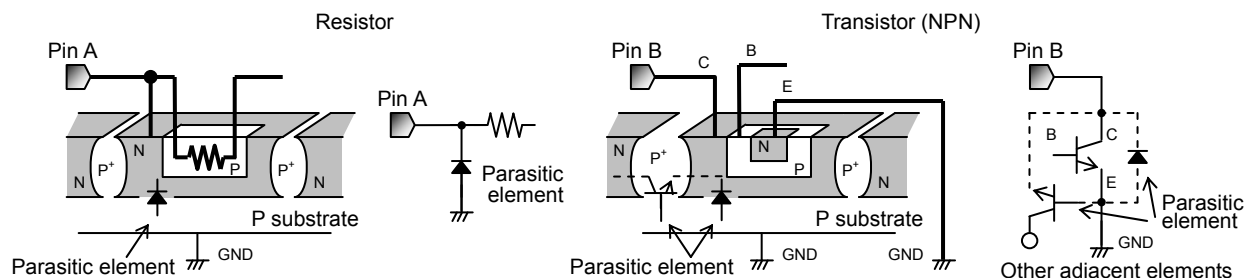 Resistor
Pin A
N
P+
N
P
P+
N
P substrate
Parasitic element
GND
Pin A
Parasitic
element
Transistor (NPN)
Pin B
C
B
E
N
P+
N
N
P
P+
N
P substrate
Parasitic element
GND
GND
Pin B
B
C
E
Parasitic
element
GND
Other adjacent elements